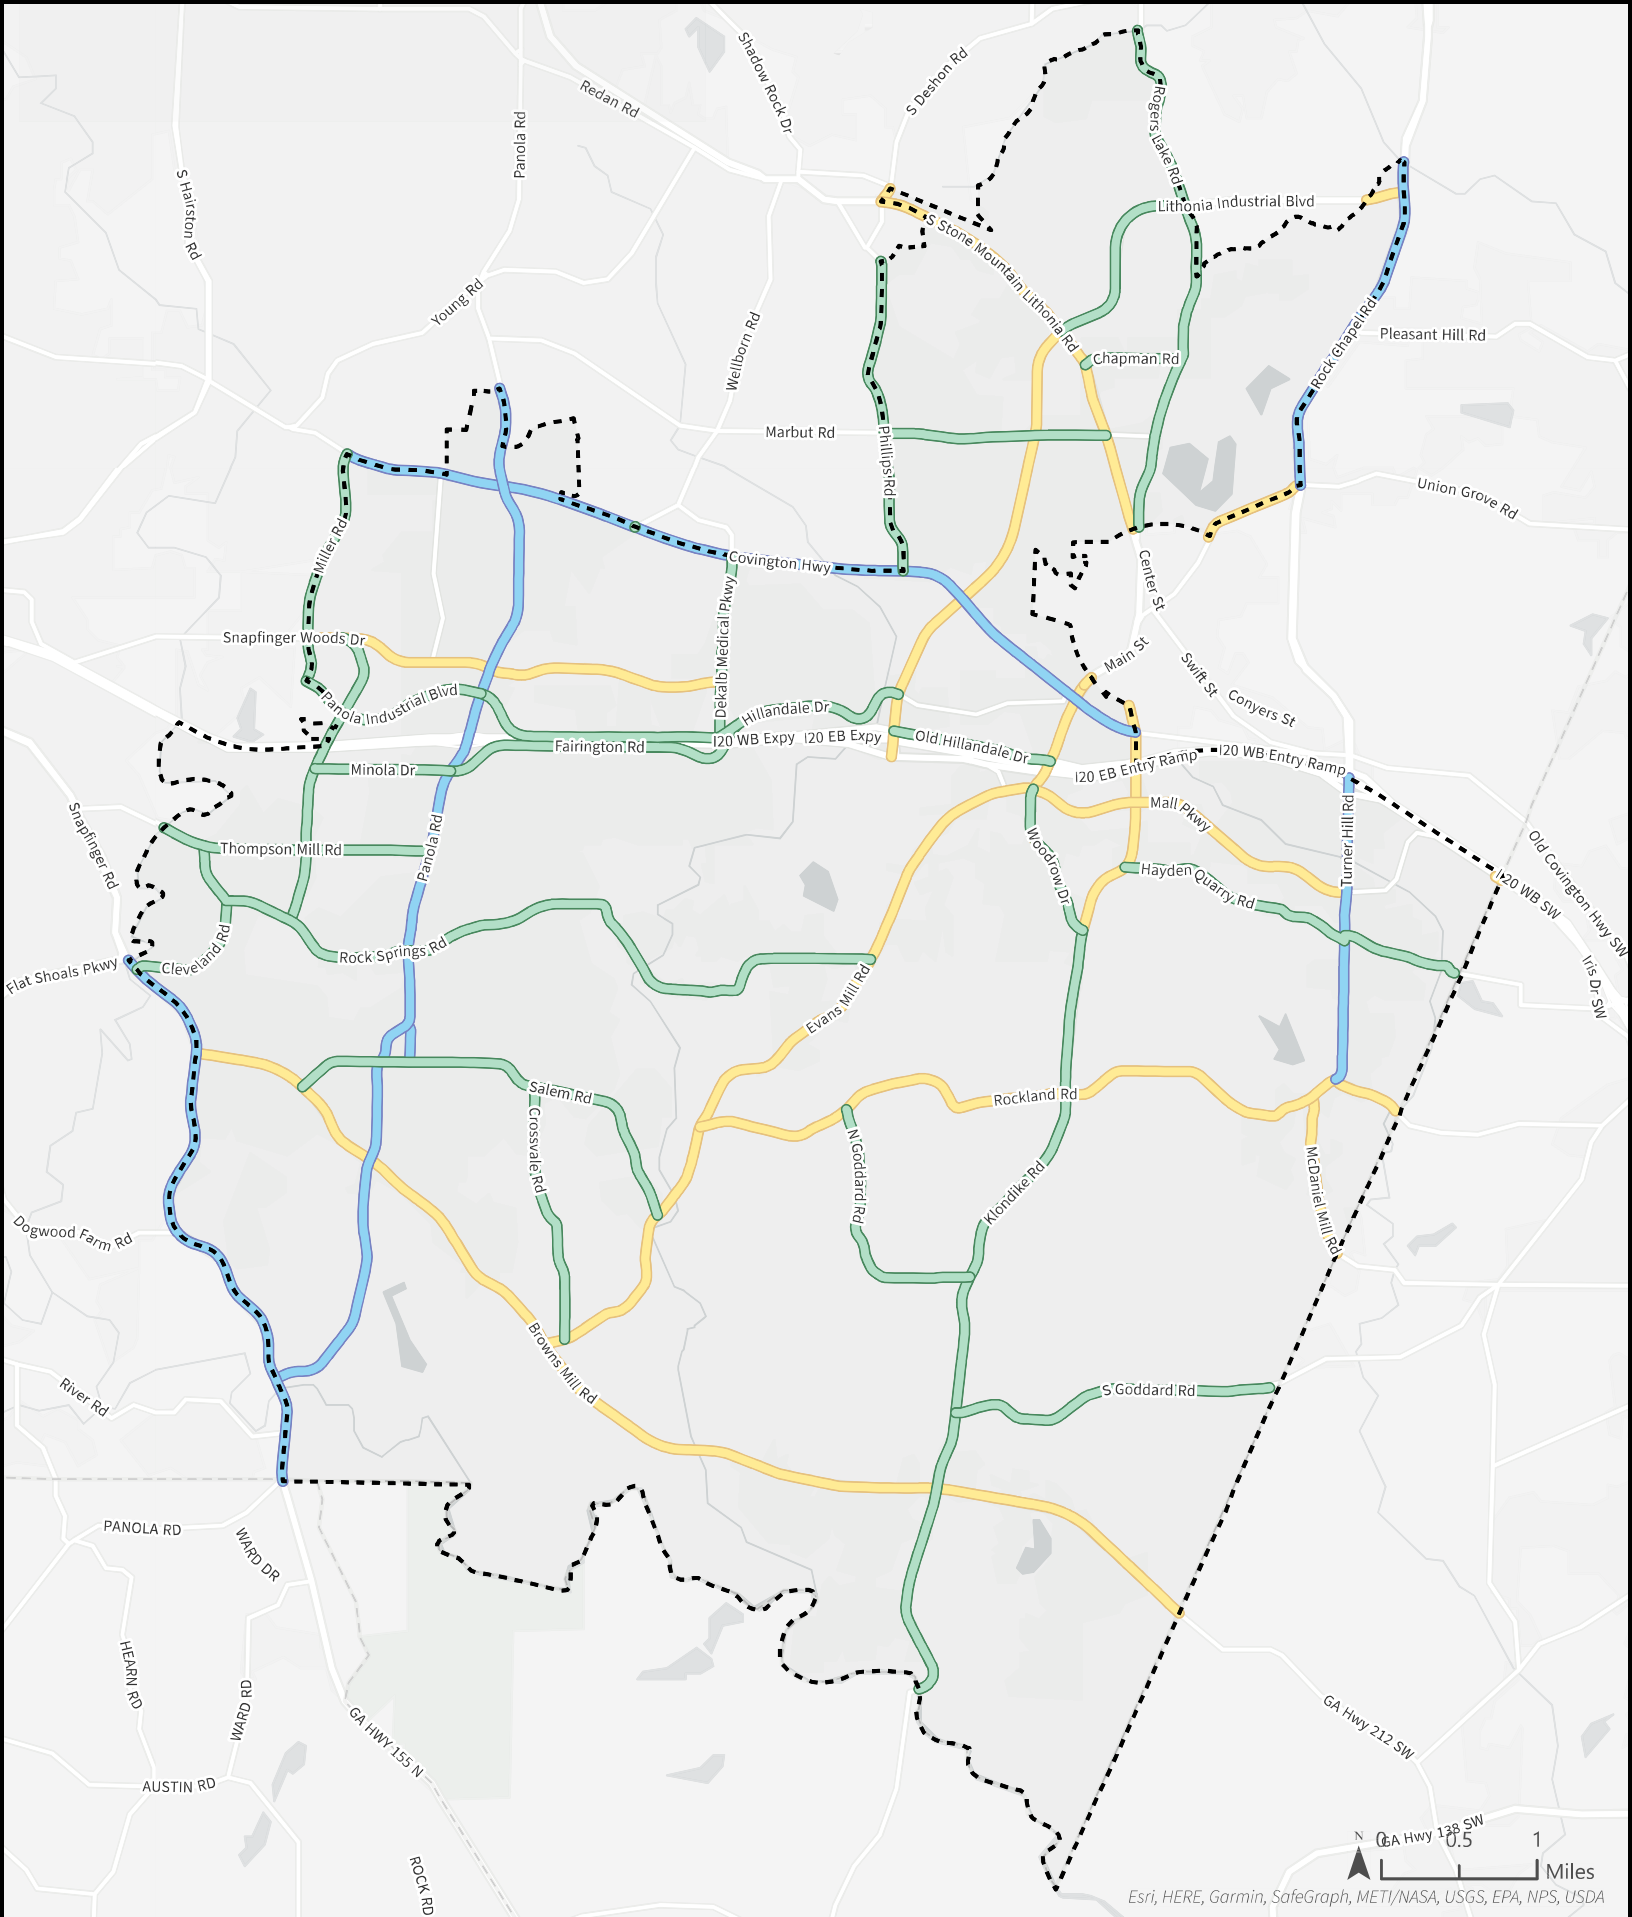 Shadow Rock Dr
S Deshon Rd
Redan Rd
Panola Rd
Rogers Lake Rd
S Hairston Rd
Lithonia Industrial Blvd
S Stone Mountain Lithonia Rd
Young Rd
Wellborn Rd
Rock Chapel Rd
Pleasant Hill Rd
Chapman Rd
Marbut Rd
Phillips Rd
Union Grove Rd
Miller Rd
Covington Hwy
Center St
Dekalb Medical Pkwy
Snapfinger Woods Dr
Main St
Swift St
Panola Industrial Blvd
Conyers St
Hillandale Dr
Fairington Rd
I20 WB Expy
I20 EB Expy
Old Hillandale Dr
I20 EB Entry Ramp
I20 WB Entry Ramp
Minola Dr
Mall Pkwy
Turner Hill Rd
Snapfinger Rd
Thompson Mill Rd
Panola Rd
Woodrow Dr
Hayden Quarry Rd
I20 WB SW
Old Covington Hwy SW
Flat Shoals Pkwy
Cleveland Rd
Rock Springs Rd
Iris Dr SW
Evans Mill Rd
Salem Rd
Rockland Rd
Crossvale Rd
N Goddard Rd
Klondike Rd
McDaniel Mill Rd
Dogwood Farm Rd
Browns Mill Rd
River Rd
S Goddard Rd
PANOLA RD
WARD DR
HEARN RD
WARD RD
GA HWY 155 N
GA Hwy 212 SW
AUSTIN RD
ROCK RD
GA Hwy 138 SW
N
0 0.5 1
Miles
Esri, HERE, Garmin, SafeGraph, METI/NASA, USGS, EPA, NPS, USDA